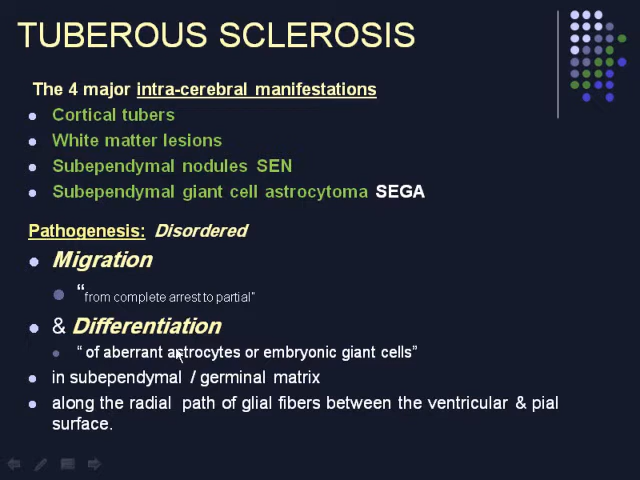 TUBEROUS SCLEROSIS
The 4 major intra-cerebral manifestations
Cortical tubers
White matter lesions
Subependymal nodules SEN
Subependymal giant cell astrocytoma SEGA
Pathogenesis: Disordered
Migration
“from complete arrest to partial”
& Differentiation
“ of aberrant astrocytes or embryonic giant cells”
in subependymal / germinal matrix
along the radial path of glial fibers between the ventricular & pial
surface.